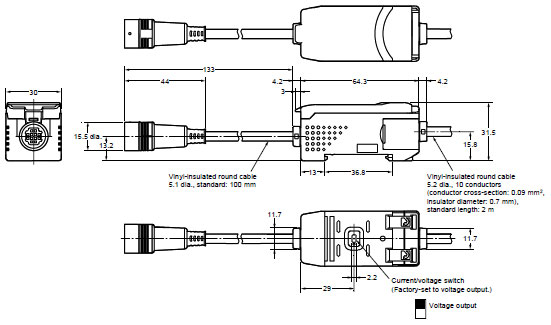 133
44
4.2
64.3
4.2
3
30
15.5 dia.
13.2
31.5
15.8
13
36.8
Vinyl-insulated round cable
5.1 dia., standard: 100 mm
Vinyl-insulated round cable
5.2 dia., 10 conductors
(conductor cross-section: 0.09 mm²,
insulator diameter: 0.7 mm),
standard length: 2 m
11.7
11.7
2.2
29
Current/voltage switch
(Factory-set to voltage output.)
Voltage output